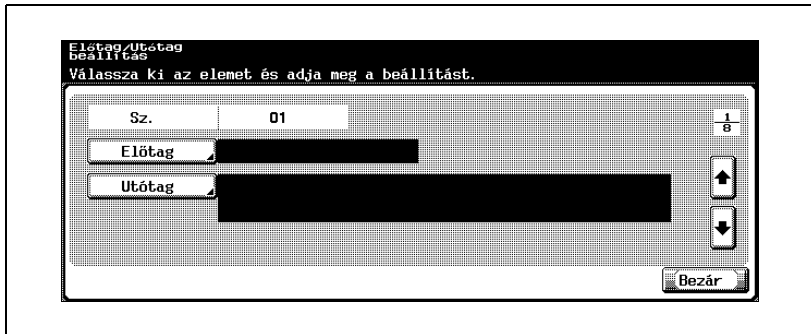 Előtag/Utótag
beállítás
Válassza ki az elemet és adja meg a beállítást.
Sz. 01
1/8
Előtag
Utótag
Bezár